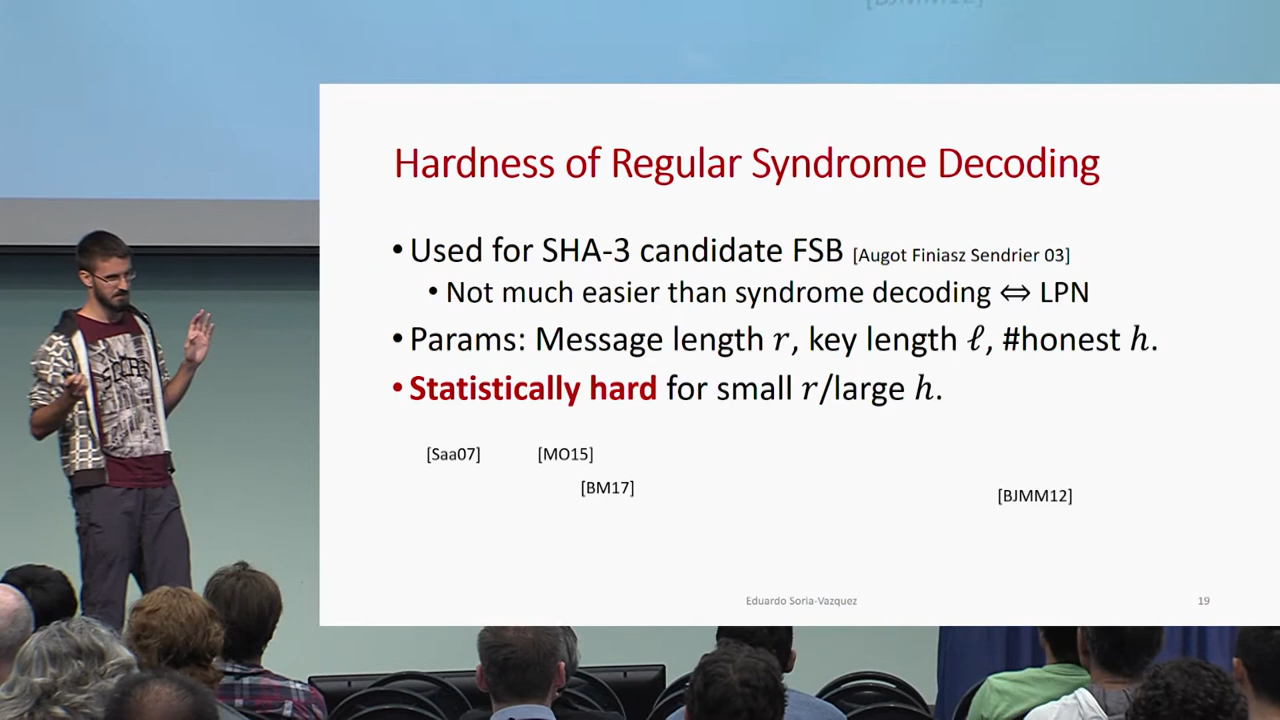 Hardness of Regular Syndrome Decoding
• Used for SHA-3 candidate FSB [Augot Finiasz Sendrier 03]
• Not much easier than syndrome decoding ⇔ LPN
• Params: Message length r, key length ℓ, #honest h.
• Statistically hard for small r/large h.
[Saa07] [MO15]
[BM17]
[BJMM12]
Eduardo Soria-Vazquez 19